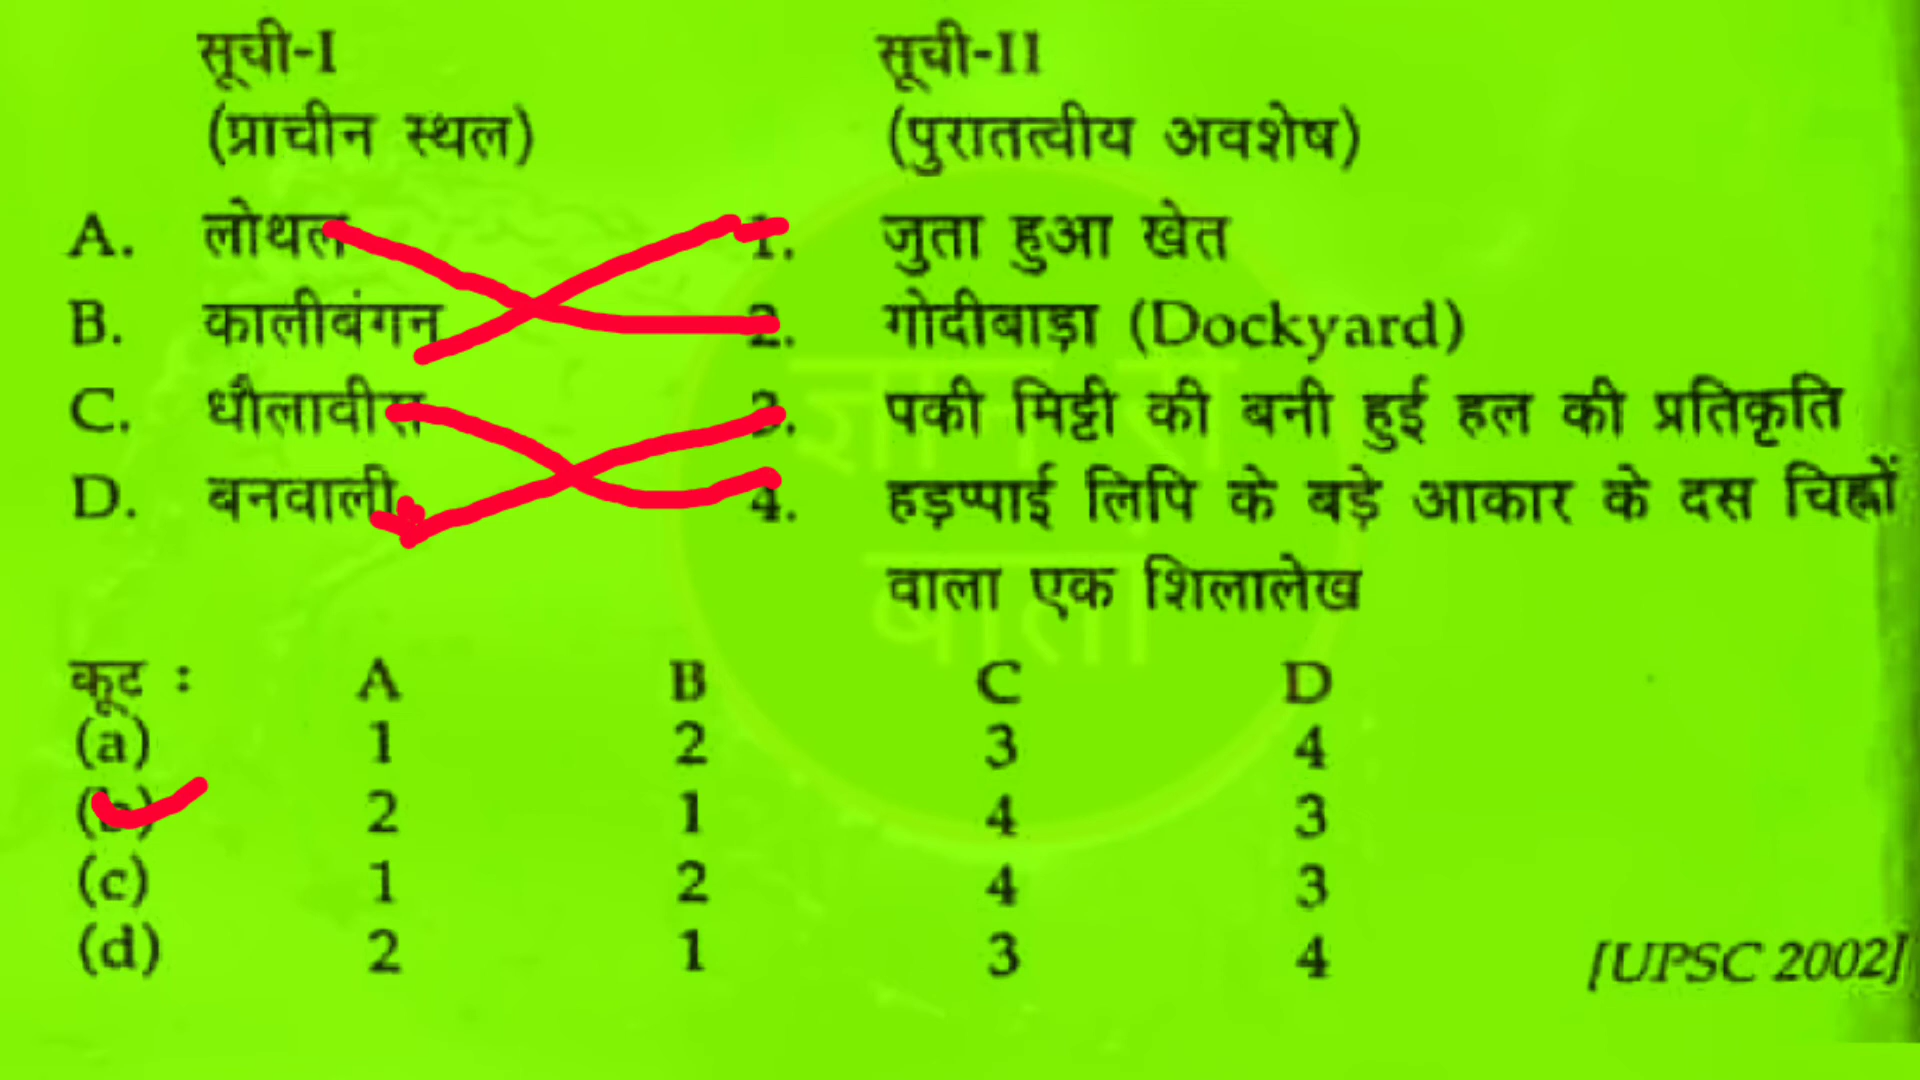 सूची-I सूची-II
(प्राचीन स्थल) (पुरातत्वीय अवशेष)
A. लोथल 1. जुता हुआ खेत
B. कालीबंगन 2. गोदीबाड़ा (Dockyard)
C. धौलावीरा 3. पकी मिट्टी की बनी हुई हल की प्रतिकृति
D. बनवाली 4. हड़प्पाई लिपि के बड़े आकार के दस चिह्नों
वाला एक शिलालेख
कूट : A B C D
(a) 1 2 3 4
(b) 2 1 4 3
(c) 1 2 4 3
(d) 2 1 3 4 [UPSC 2002]